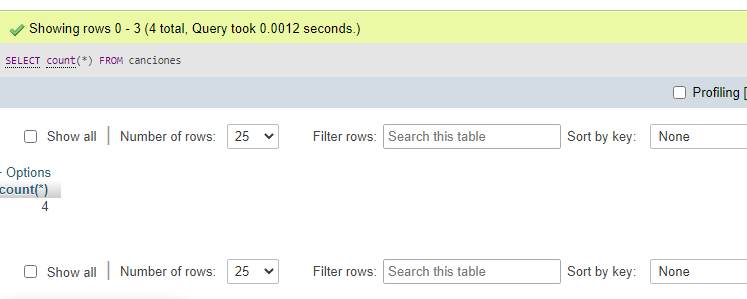 Showing rows 0 - 3 (4 total, Query took 0.0012 seconds.)
SELECT count(*) FROM canciones
Profiling [
Show all | Number of rows: 25 Filter rows: Search this table Sort by key: None
Options
count(*)
4
Show all | Number of rows: 25 Filter rows: Search this table Sort by key: None